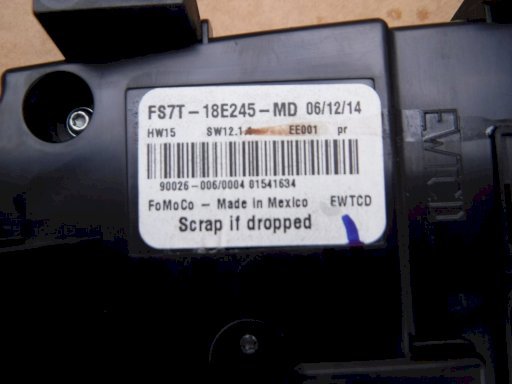 FS7T-18E245-MD 06/12/14
HW15 SW12.1. EE001 pr
90026-006/0004 01541634
FoMoCo - Made in Mexico EWTCD
Scrap if dropped